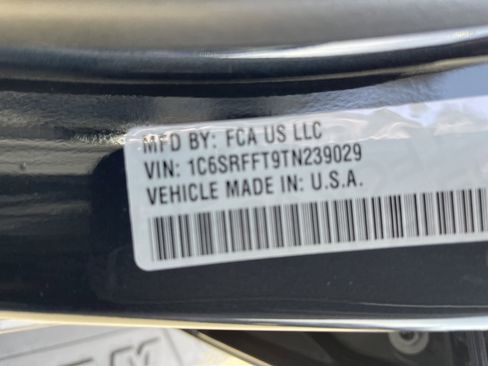 MFD BY: FCA US LLC
VIN: 1C6SRFFT9TN239029
VEHICLE MADE IN: U.S.A.